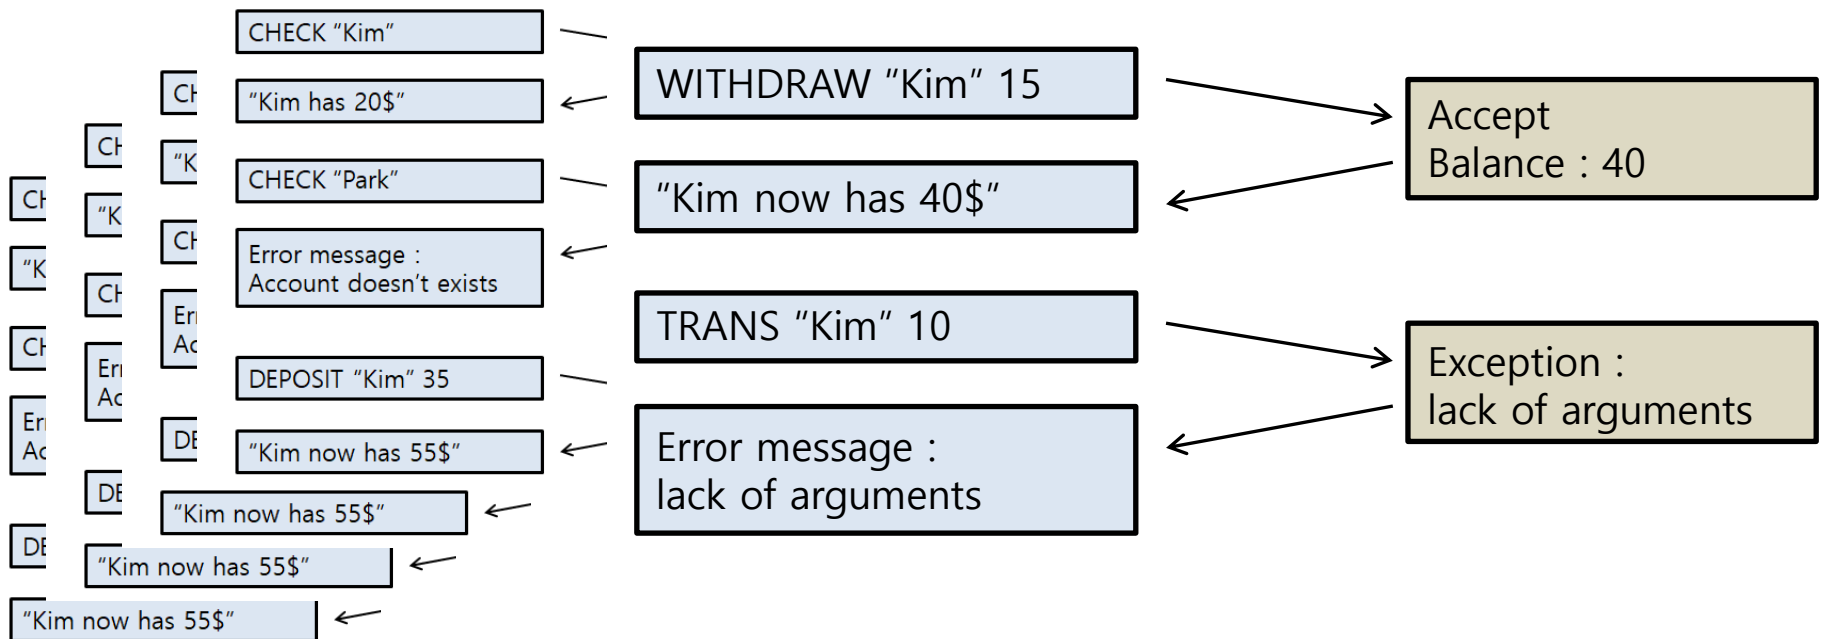 CHECK “Kim”
“Kim has 20$”
CHECK “Park”
Error message :
Account doesn’t exists
DEPOSIT “Kim” 35
“Kim now has 55$”
“Kim now has 55$”
“Kim now has 55$”
“Kim now has 55$”
WITHDRAW “Kim” 15
“Kim now has 40$”
TRANS “Kim” 10
Error message :
lack of arguments
Accept
Balance : 40
Exception :
lack of arguments